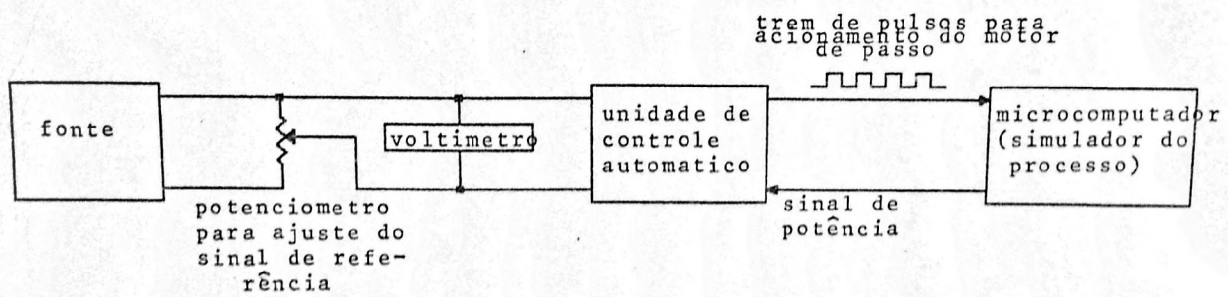 trem de pulsos para
acionamento do motor
de passo
fonte
voltimetro
unidade de
controle
automatico
microcomputador
(simulador do
processo)
potenciometro
para ajuste do
sinal de refe-
rência
sinal de
potência